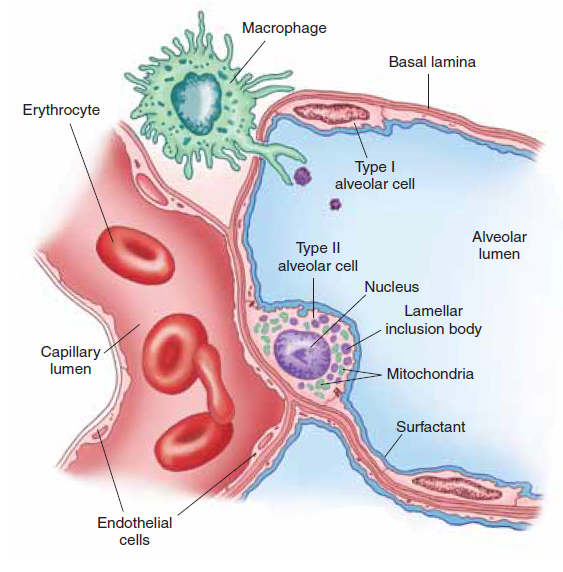 Macrophage
Basal lamina
Erythrocyte
Type I
alveolar cell
Alveolar
lumen
Type II
alveolar cell
Nucleus
Lamellar
inclusion body
Capillary
lumen
Mitochondria
Surfactant
Endothelial
cells